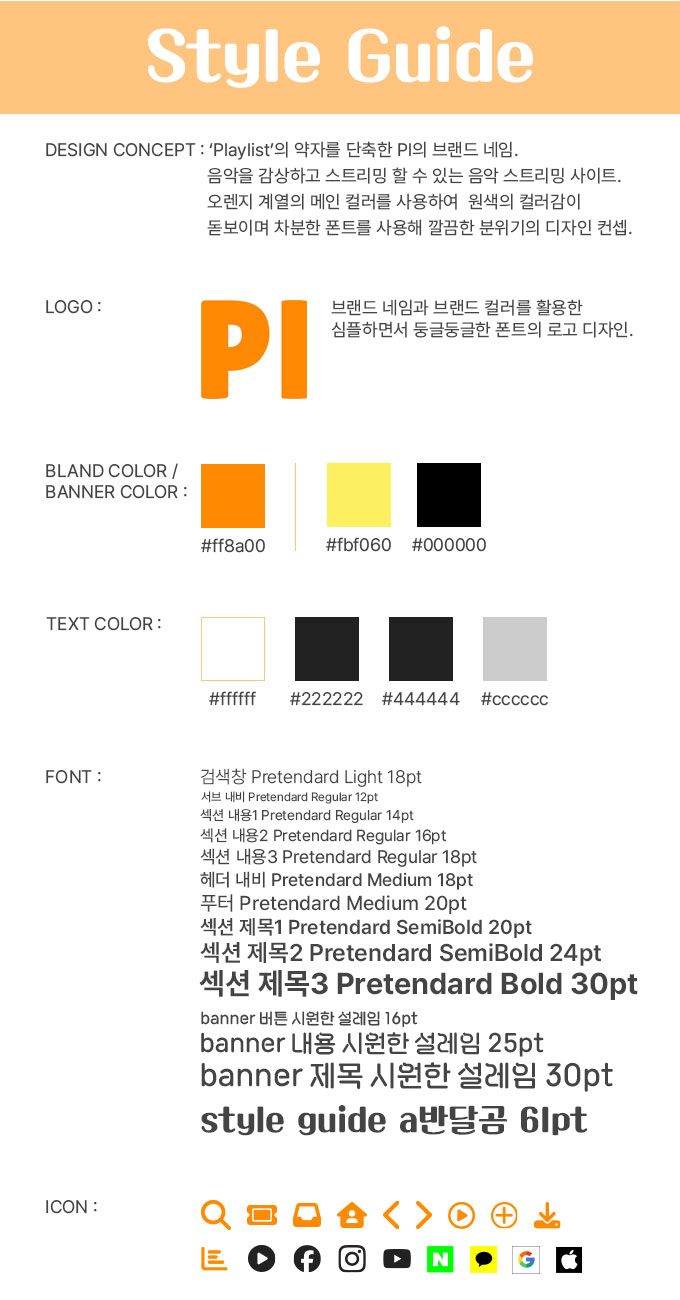 Style Guide
DESIGN CONCEPT : ‘Playlist’의 약자를 단축한 PI의 브랜드 네임.
음악을 감상하고 스트리밍 할 수 있는 음악 스트리밍 사이트.
오렌지 계열의 메인 컬러를 사용하여 원색의 컬러감이
돋보이며 차분한 폰트를 사용해 깔끔한 분위기의 디자인 컨셉.
LOGO :
PI
브랜드 네임과 브랜드 컬러를 활용한
심플하면서 둥글둥글한 폰트의 로고 디자인.
BLAND COLOR /
BANNER COLOR :
#ff8a00 #fbf060 #000000
TEXT COLOR :
#ffffff #222222 #444444 #cccccc
FONT :
검색창 Pretendard Light 18pt
서브 내비 Pretendard Regular 12pt
섹션 내용1 Pretendard Regular 14pt
섹션 내용2 Pretendard Regular 16pt
섹션 내용3 Pretendard Regular 18pt
헤더 내비 Pretendard Medium 18pt
푸터 Pretendard Medium 20pt
섹션 제목1 Pretendard SemiBold 20pt
섹션 제목2 Pretendard SemiBold 24pt
섹션 제목3 Pretendard Bold 30pt
banner 버튼 시원한 설레임 16pt
banner 내용 시원한 설레임 25pt
banner 제목 시원한 설레임 30pt
style guide a반달곰 61pt
ICON :
N
G